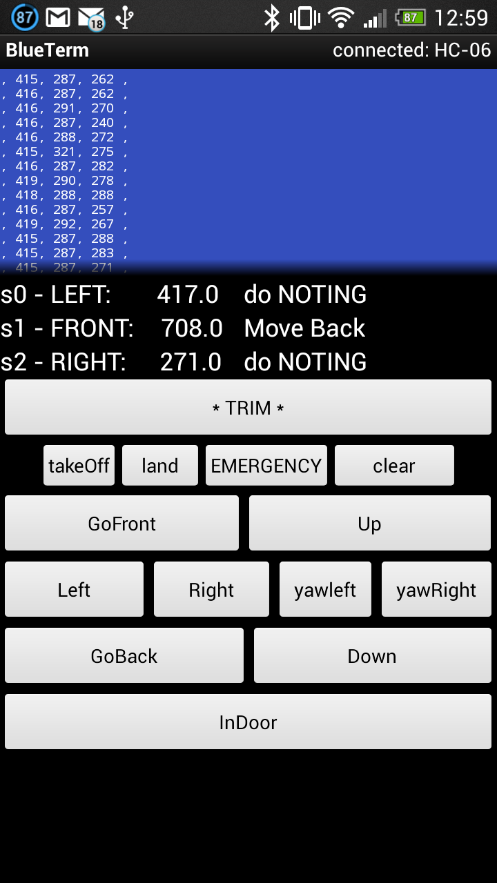 87 18 87 12:59
BlueTerm connected: HC-06
, 415, 287, 262 ,
, 416, 287, 262 ,
, 416, 291, 270 ,
, 416, 287, 240 ,
, 416, 288, 272 ,
, 415, 321, 275 ,
, 416, 287, 282 ,
, 419, 290, 278 ,
, 418, 288, 288 ,
, 416, 287, 257 ,
, 419, 292, 267 ,
, 415, 287, 288 ,
, 415, 287, 283 ,
, 415, 287, 271 ,
s0 - LEFT: 417.0 do NOTING
s1 - FRONT: 708.0 Move Back
s2 - RIGHT: 271.0 do NOTING
* TRIM *
takeOff land EMERGENCY clear
GoFront Up
Left Right yawleft yawRight
GoBack Down
InDoor